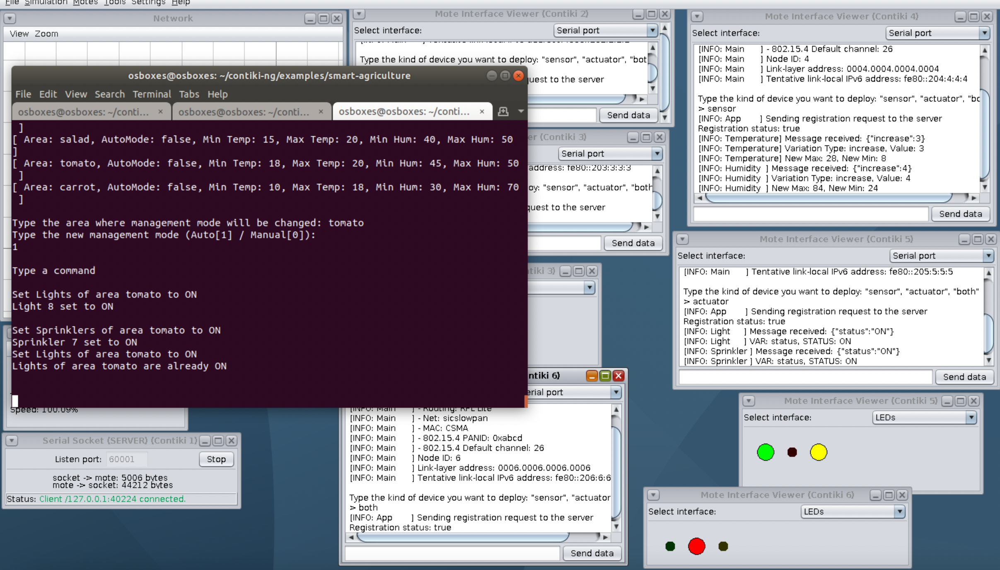 File Simulation Motes Tools Settings Help
Network
View Zoom
Mote Interface Viewer (Contiki 2)
Select interface:
Serial port
Type the kind of device you want to deploy: "sensor", "actuator", "bot
uest to the server
Send data
Mote Interface Viewer (Contiki 4)
Select interface:
Serial port
[INFO: Main ] - 802.15.4 Default channel: 26
[INFO: Main ] Node ID: 4
[INFO: Main ] Link-layer address: 0004.0004.0004.0004
[INFO: Main ] Tentative link-local IPv6 address: fe80::204:4:4:4
Type the kind of device you want to deploy: "sensor", "actuator", "bo
> sensor
[INFO: App ] Sending registration request to the server
Registration status: true
[INFO: Temperature] Message received: {"increase":3}
[INFO: Temperature] Variation Type: increase, Value: 3
[INFO: Temperature] New Max: 28, New Min: 8
[INFO: Humidity ] Message received: {"increase":4}
[INFO: Humidity ] Variation Type: increase, Value: 4
[INFO: Humidity ] New Max: 84, New Min: 24
Send data
osboxes@osboxes: ~/contiki-ng/examples/smart-agriculture
File Edit View Search Terminal Tabs Help
osboxes@osboxes: ~/conti... ×
osboxes@osboxes: ~/conti... ×
osboxes@osboxes: ~/conti... ×
]
[ Area: salad, AutoMode: false, Min Temp: 15, Max Temp: 20, Min Hum: 40, Max Hum: 50
]
[ Area: tomato, AutoMode: false, Min Temp: 18, Max Temp: 20, Min Hum: 45, Max Hum: 50
]
[ Area: carrot, AutoMode: false, Min Temp: 10, Max Temp: 18, Min Hum: 30, Max Hum: 70
]
Type the area where management mode will be changed: tomato
Type the new management mode (Auto[1] / Manual[0]):
1
Type a command
Set Lights of area tomato to ON
Light 8 set to ON
Set Sprinklers of area tomato to ON
Sprinkler 7 set to ON
Set Lights of area tomato to ON
Lights of area tomato are already ON
er (Contiki 3)
Serial port
address: fe80::203:3:3:3
oy: "sensor", "actuator", "both
quest to the server
Send data
tiki 3)
Mote Interface Viewer (Contiki 5)
Select interface:
Serial port
[INFO: Main ] Tentative link-local IPv6 address: fe80::205:5:5:5
Type the kind of device you want to deploy: "sensor", "actuator", "both"
> actuator
[INFO: App ] Sending registration request to the server
Registration status: true
[INFO: Light ] Message received: {"status":"ON"}
[INFO: Light ] VAR: status, STATUS: ON
[INFO: Sprinkler ] Message received: {"status":"ON"}
[INFO: Sprinkler ] VAR: status, STATUS: ON
Send data
Speed: 100.09%
Serial Socket (SERVER) (Contiki 1)
Listen port: 60001
Stop
socket -> mote: 5006 bytes
mote -> socket: 44212 bytes
Status: Client /127.0.0.1:40224 connected.
ntiki 6)
erial port
[INFO: Main ] - Routing: RPL Lite
[INFO: Main ] - Net: sicslowpan
[INFO: Main ] - MAC: CSMA
[INFO: Main ] - 802.15.4 PANID: 0xabcd
[INFO: Main ] - 802.15.4 Default channel: 26
[INFO: Main ] Node ID: 6
[INFO: Main ] Link-layer address: 0006.0006.0006.0006
[INFO: Main ] Tentative link-local IPv6 address: fe80::206:6:6
Type the kind of device you want to deploy: "sensor", "actuator
> both
[INFO: App ] Sending registration request to the server
Registration status: true
Send data
Mote Interface Viewer (Contiki 5)
Select interface:
LEDs
Mote Interface Viewer (Contiki 6)
Select interface:
LEDs